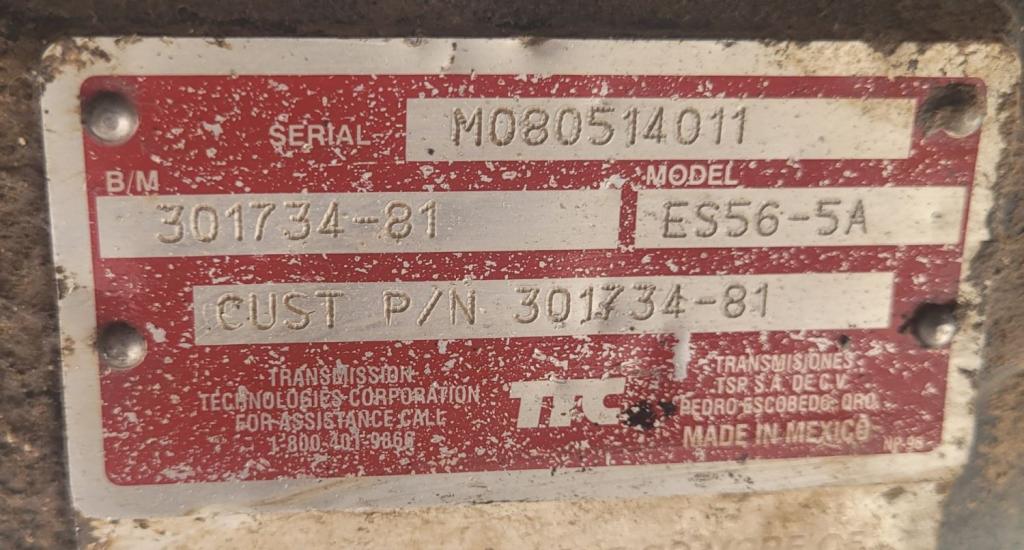 SERIAL M080514011
B/M MODEL
301734-81 ES56-5A
CUST P/N 301734-81
TRANSMISSION
TECHNOLOGIES CORPORATION
FOR ASSISTANCE CALL
1-800-401-9866
TTC
TRANSMISIONES
TSP, S.A. DE C.V.
PEDRO ESCOBEDO, QRO.
MADE IN MEXICO